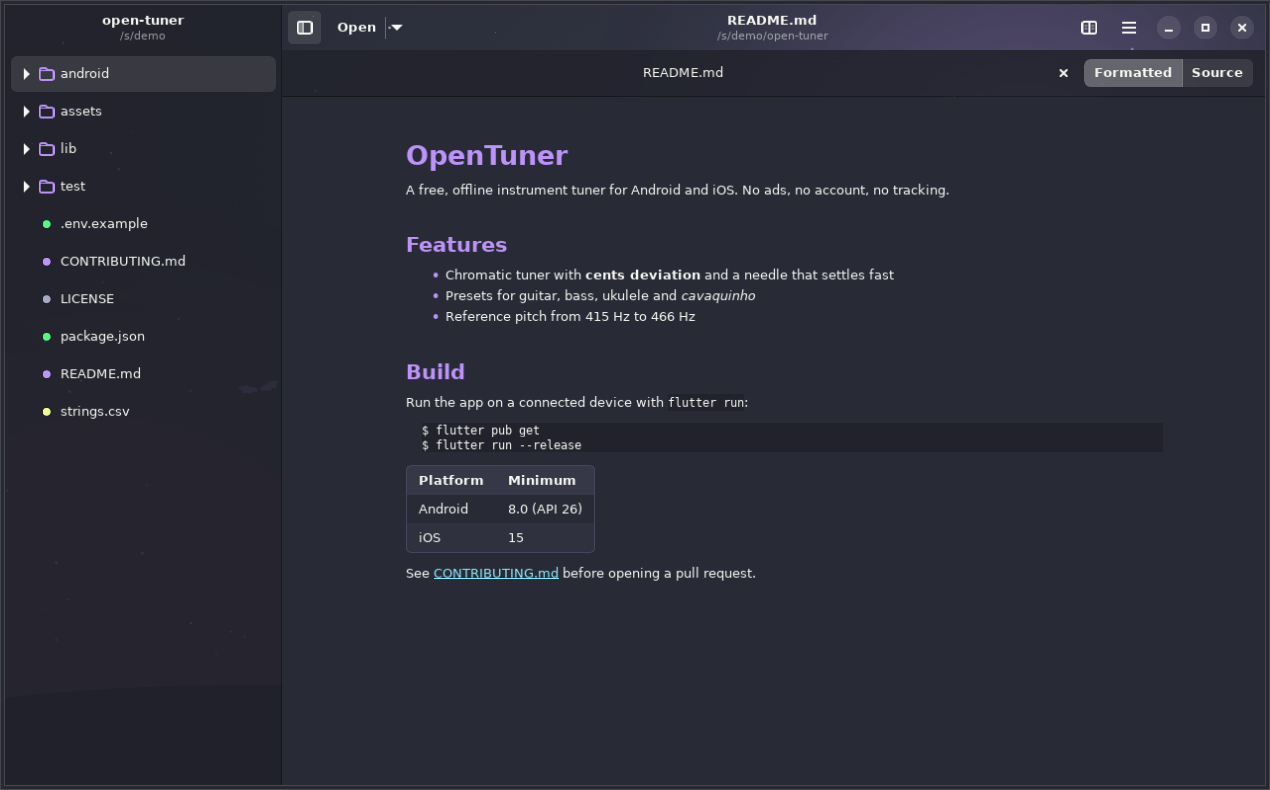 open-tuner
/s/demo
android
assets
lib
test
.env.example
CONTRIBUTING.md
LICENSE
package.json
README.md
strings.csv
Open
README.md
/s/demo/open-tuner
README.md
Formatted Source
OpenTuner
A free, offline instrument tuner for Android and iOS. No ads, no account, no tracking.
Features
• Chromatic tuner with cents deviation and a needle that settles fast
• Presets for guitar, bass, ukulele and cavaquinho
• Reference pitch from 415 Hz to 466 Hz
Build
Run the app on a connected device with flutter run:
$ flutter pub get
$ flutter run --release
Platform Minimum
Android 8.0 (API 26)
iOS 15
See CONTRIBUTING.md before opening a pull request.